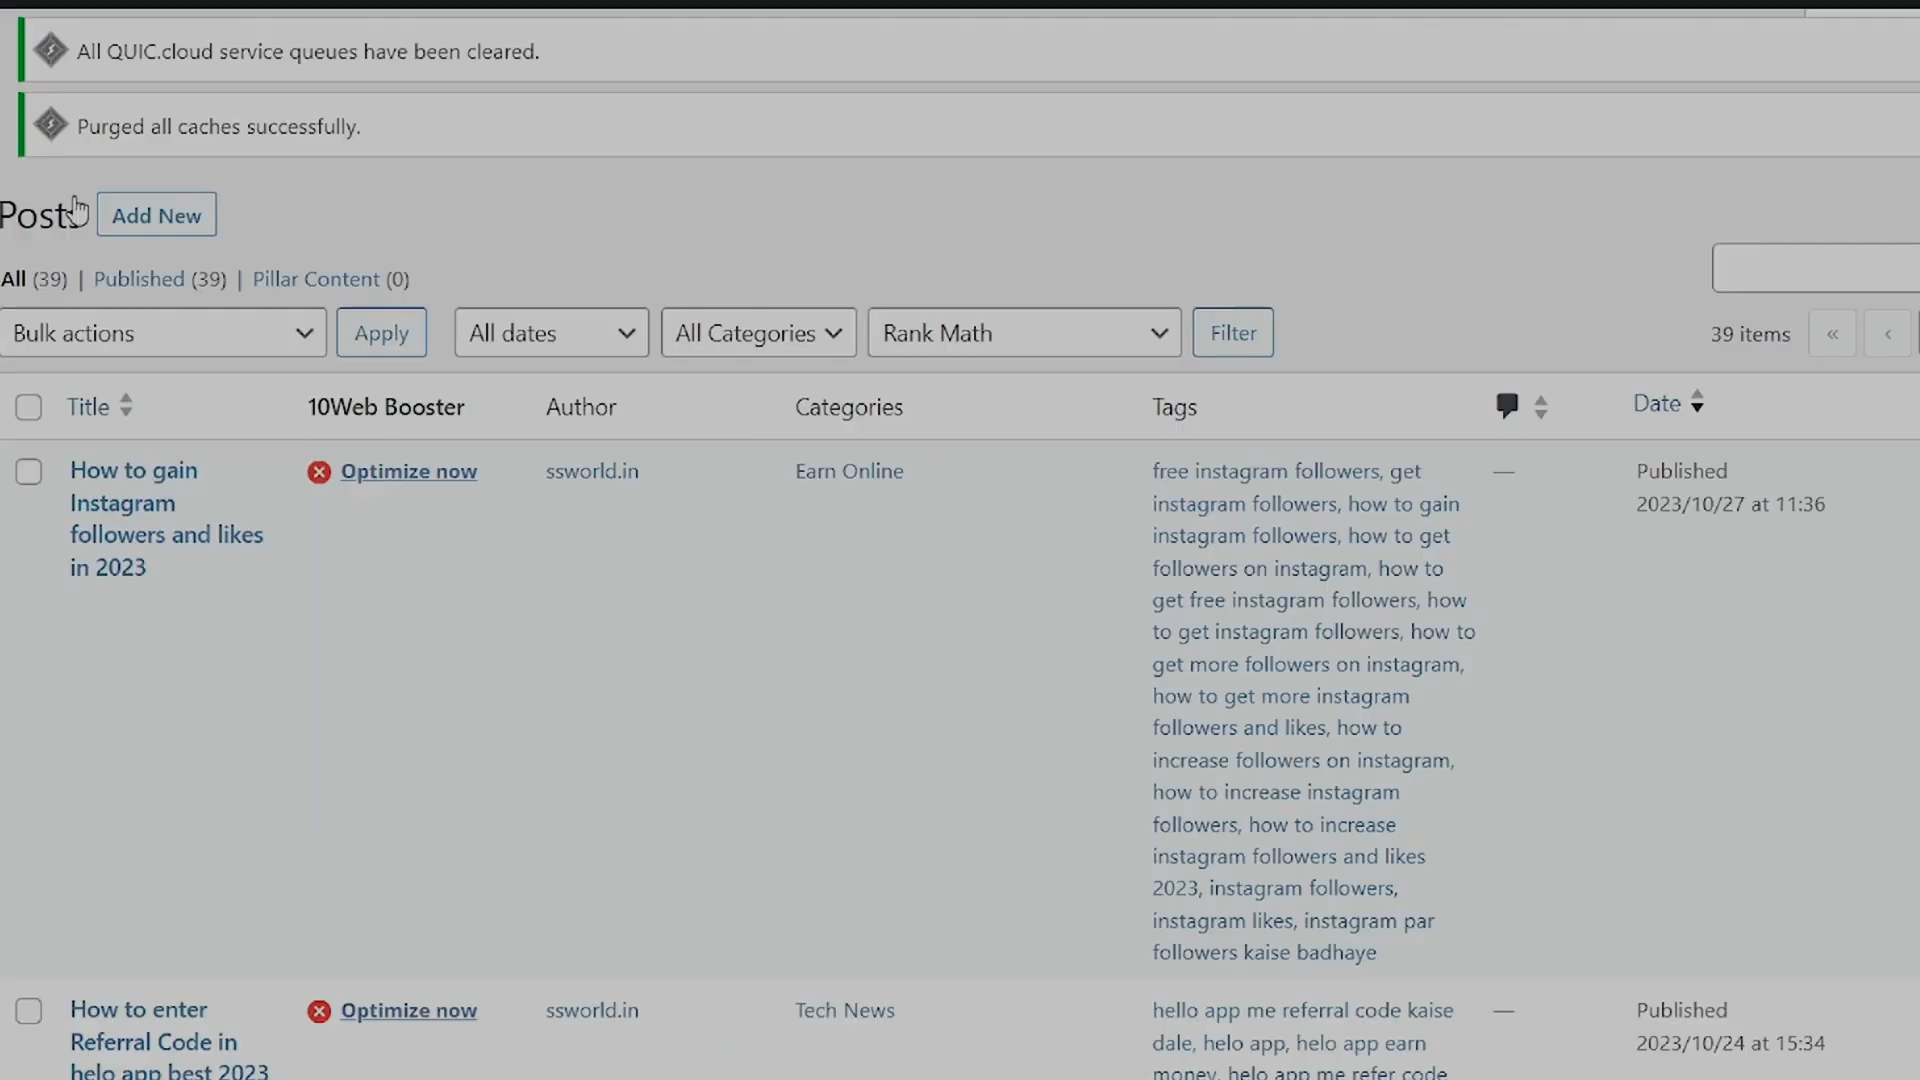 All QUIC.cloud service queues have been cleared.
Purged all caches successfully.
Posts Add New
All (39) | Published (39) | Pillar Content (0)
Bulk actions Apply All dates All Categories Rank Math Filter 39 items « ‹
Title 10Web Booster Author Categories Tags Date
How to gain
Instagram
followers and likes
in 2023
Optimize now
ssworld.in
Earn Online
free instagram followers, get
instagram followers, how to gain
instagram followers, how to get
followers on instagram, how to
get free instagram followers, how
to get instagram followers, how to
get more followers on instagram,
how to get more instagram
followers and likes, how to
increase followers on instagram,
how to increase instagram
followers, how to increase
instagram followers and likes
2023, instagram followers,
instagram likes, instagram par
followers kaise badhaye
—
Published
2023/10/27 at 11:36
How to enter
Referral Code in
helo app best 2023
Optimize now
ssworld.in
Tech News
hello app me referral code kaise
dale, helo app, helo app earn
money, helo app me refer code
—
Published
2023/10/24 at 15:34